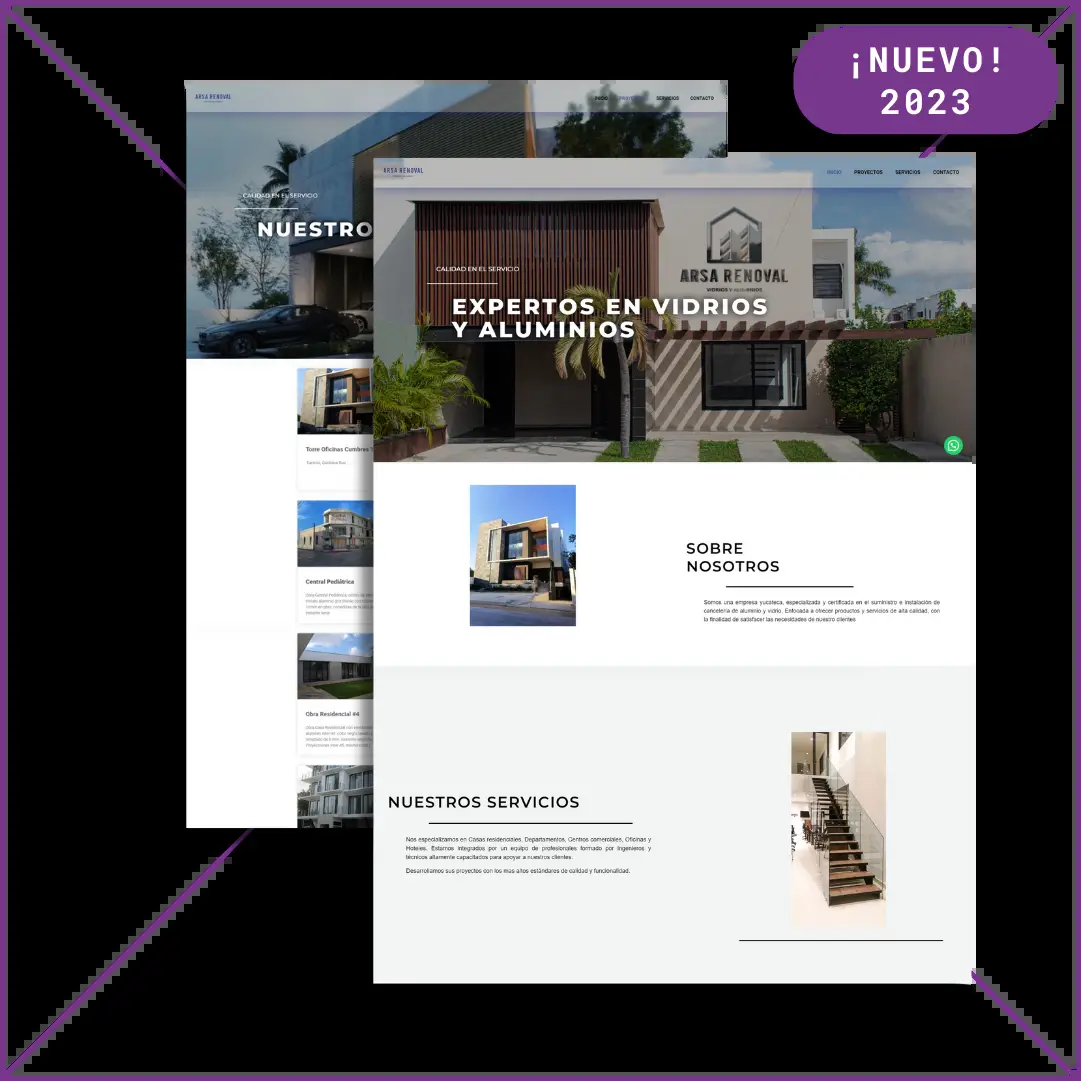 ¡NUEVO!
2023
ARSA RENOVAL
INICIO PROYECTOS SERVICIOS CONTACTO
CALIDAD EN EL SERVICIO
NUESTRO
Torre Oficinas Cumbres
Central Pediátrica
Obra Residencial #4
ARSA RENOVAL
INICIO PROYECTOS SERVICIOS CONTACTO
ARSA RENOVAL
VIDRIOS Y ALUMINIOS
CALIDAD EN EL SERVICIO
EXPERTOS EN VIDRIOS
Y ALUMINIOS
SOBRE
NOSOTROS
Somos una empresa yucateca, especializada y certificada en el suministro e instalación de
cancelería de aluminio y vidrio. Enfocada a ofrecer productos y servicios de alta calidad, con
la finalidad de satisfacer las necesidades de nuestro clientes
NUESTROS SERVICIOS
Nos especializamos en Casas residenciales, Departamentos, Centros comerciales, Oficinas y
Hoteles. Estamos integrados por un equipo de profesionales formado por Ingenieros y
técnicos altamente capacitados para apoyar a nuestros clientes.
Desarrollamos sus proyectos con los mas altos estándares de calidad y funcionalidad.